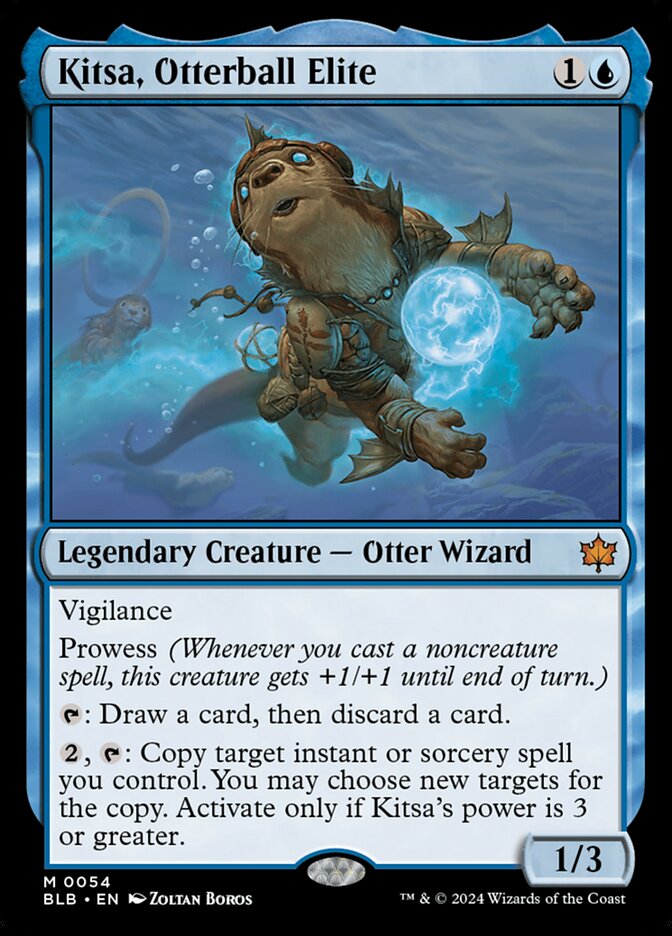 Kitsa, Otterball Elite 1
Legendary Creature — Otter Wizard
Vigilance
Prowess (Whenever you cast a noncreature
spell, this creature gets +1/+1 until end of turn.)
: Draw a card, then discard a card.
2, : Copy target instant or sorcery spell
you control. You may choose new targets for
the copy. Activate only if Kitsa's power is 3
or greater.
1/3
M 0054
BLB • EN Zoltan Boros
™ & © 2024 Wizards of the Coast